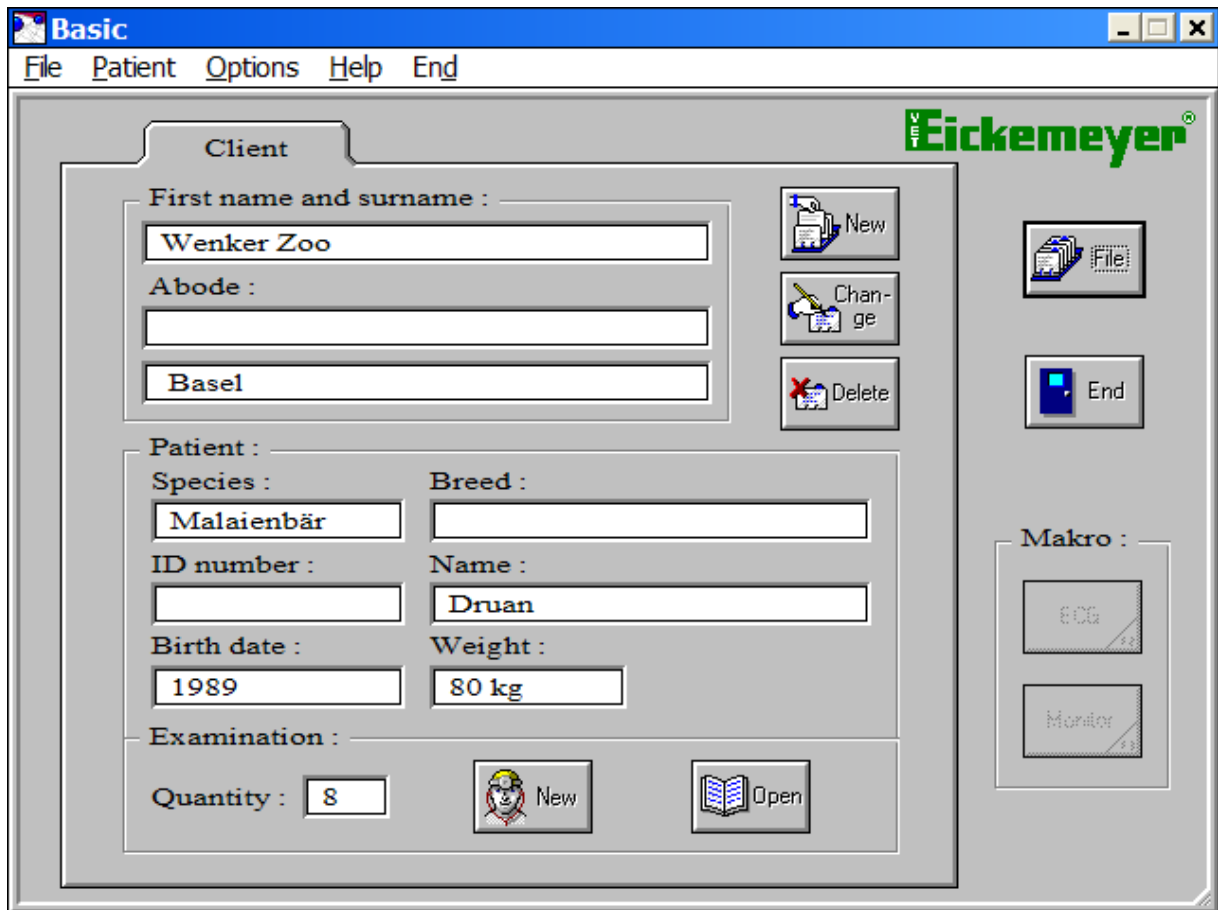 Basic
File Patient Options Help End
VET Eickemeyer®
Client
First name and surname :
Wenker Zoo
Abode :
Basel
New
Chan-
ge
Delete
File
End
Patient :
Species : Breed :
Malaienbär
ID number : Name :
Druan
Birth date : Weight :
1989 80 kg
Examination :
Quantity : 8 New Open
Makro :
ECG
Monitor